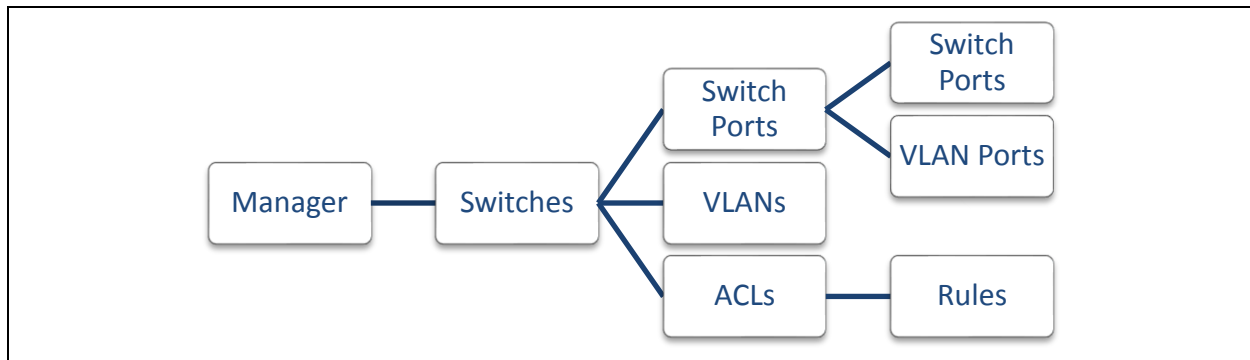 Manager
Switches
Switch
Ports
VLANs
ACLs
Switch
Ports
VLAN Ports
Rules